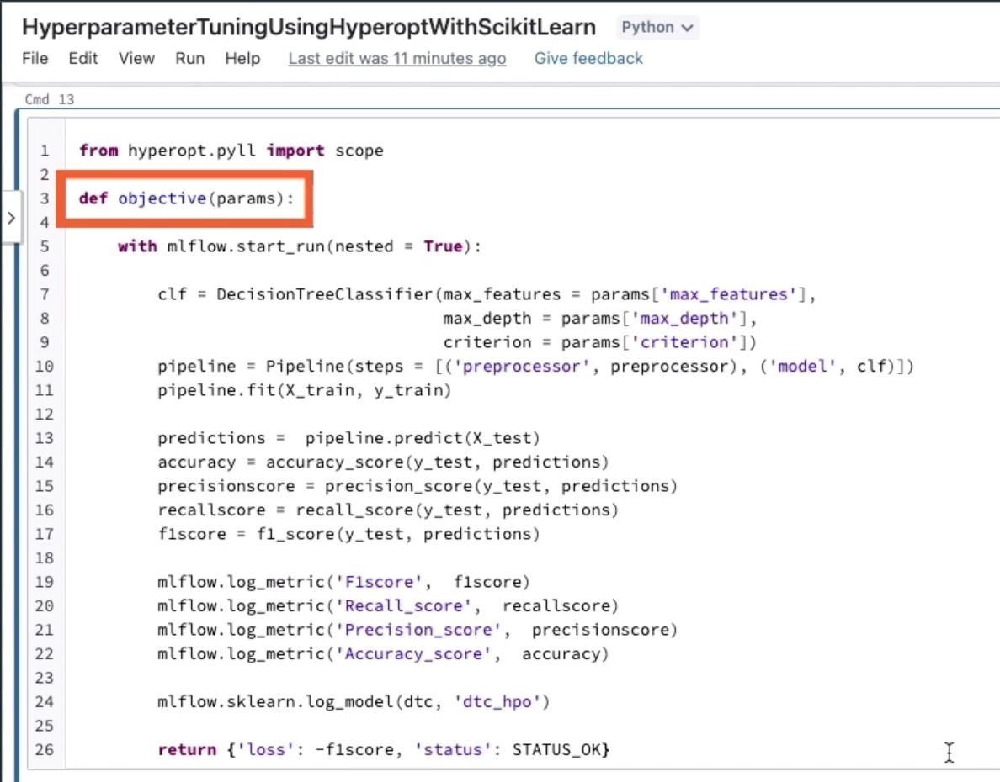 HyperparameterTuningUsingHyperoptWithScikitLearn Python
File Edit View Run Help Last edit was 11 minutes ago Give feedback
Cmd 13
1 from hyperopt.pyll import scope
2
3 def objective(params):
4
5 with mlflow.start_run(nested = True):
6
7 clf = DecisionTreeClassifier(max_features = params['max_features'],
8 max_depth = params['max_depth'],
9 criterion = params['criterion'])
10 pipeline = Pipeline(steps = [('preprocessor', preprocessor), ('model', clf)])
11 pipeline.fit(X_train, y_train)
12
13 predictions =  pipeline.predict(X_test)
14 accuracy = accuracy_score(y_test, predictions)
15 precisionscore = precision_score(y_test, predictions)
16 recallscore = recall_score(y_test, predictions)
17 f1score = f1_score(y_test, predictions)
18
19 mlflow.log_metric('F1score',  f1score)
20 mlflow.log_metric('Recall_score',  recallscore)
21 mlflow.log_metric('Precision_score',  precisionscore)
22 mlflow.log_metric('Accuracy_score',  accuracy)
23
24 mlflow.sklearn.log_model(dtc, 'dtc_hpo')
25
26 return {'loss': -f1score, 'status': STATUS_OK}